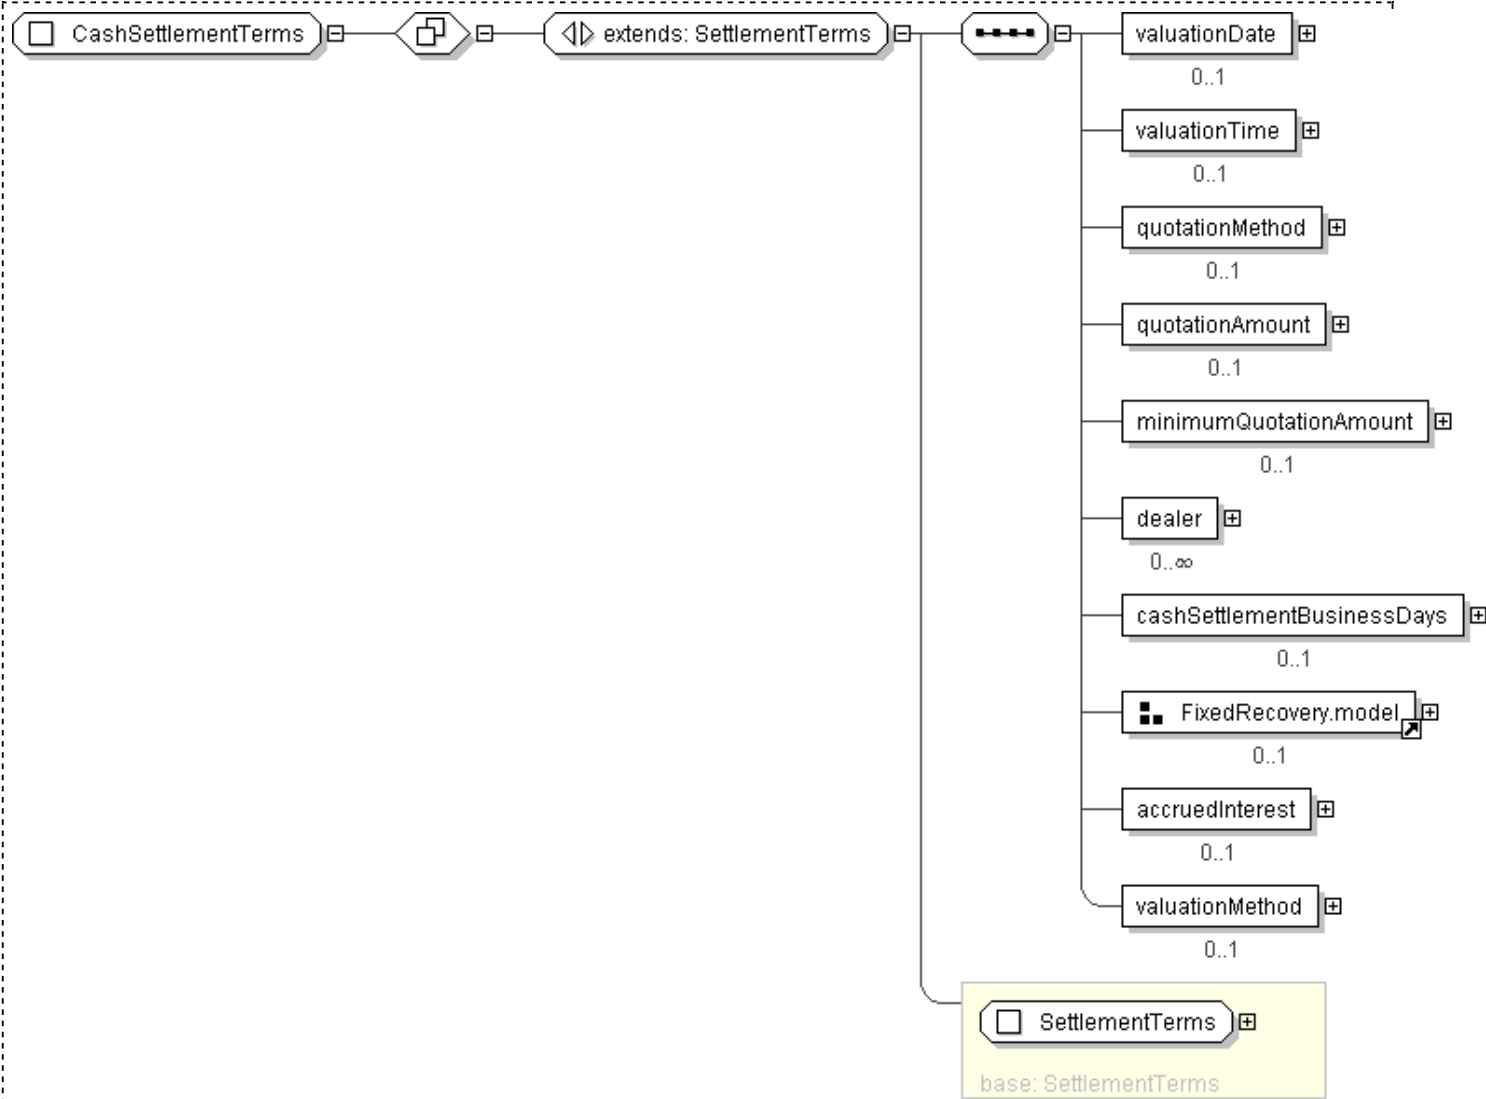 CashSettlementTerms
extends: SettlementTerms
valuationDate
0..1
valuationTime
0..1
quotationMethod
0..1
quotationAmount
0..1
minimumQuotationAmount
0..1
dealer
0..∞
cashSettlementBusinessDays
0..1
FixedRecovery.model
0..1
accruedInterest
0..1
valuationMethod
0..1
SettlementTerms
base: SettlementTerms